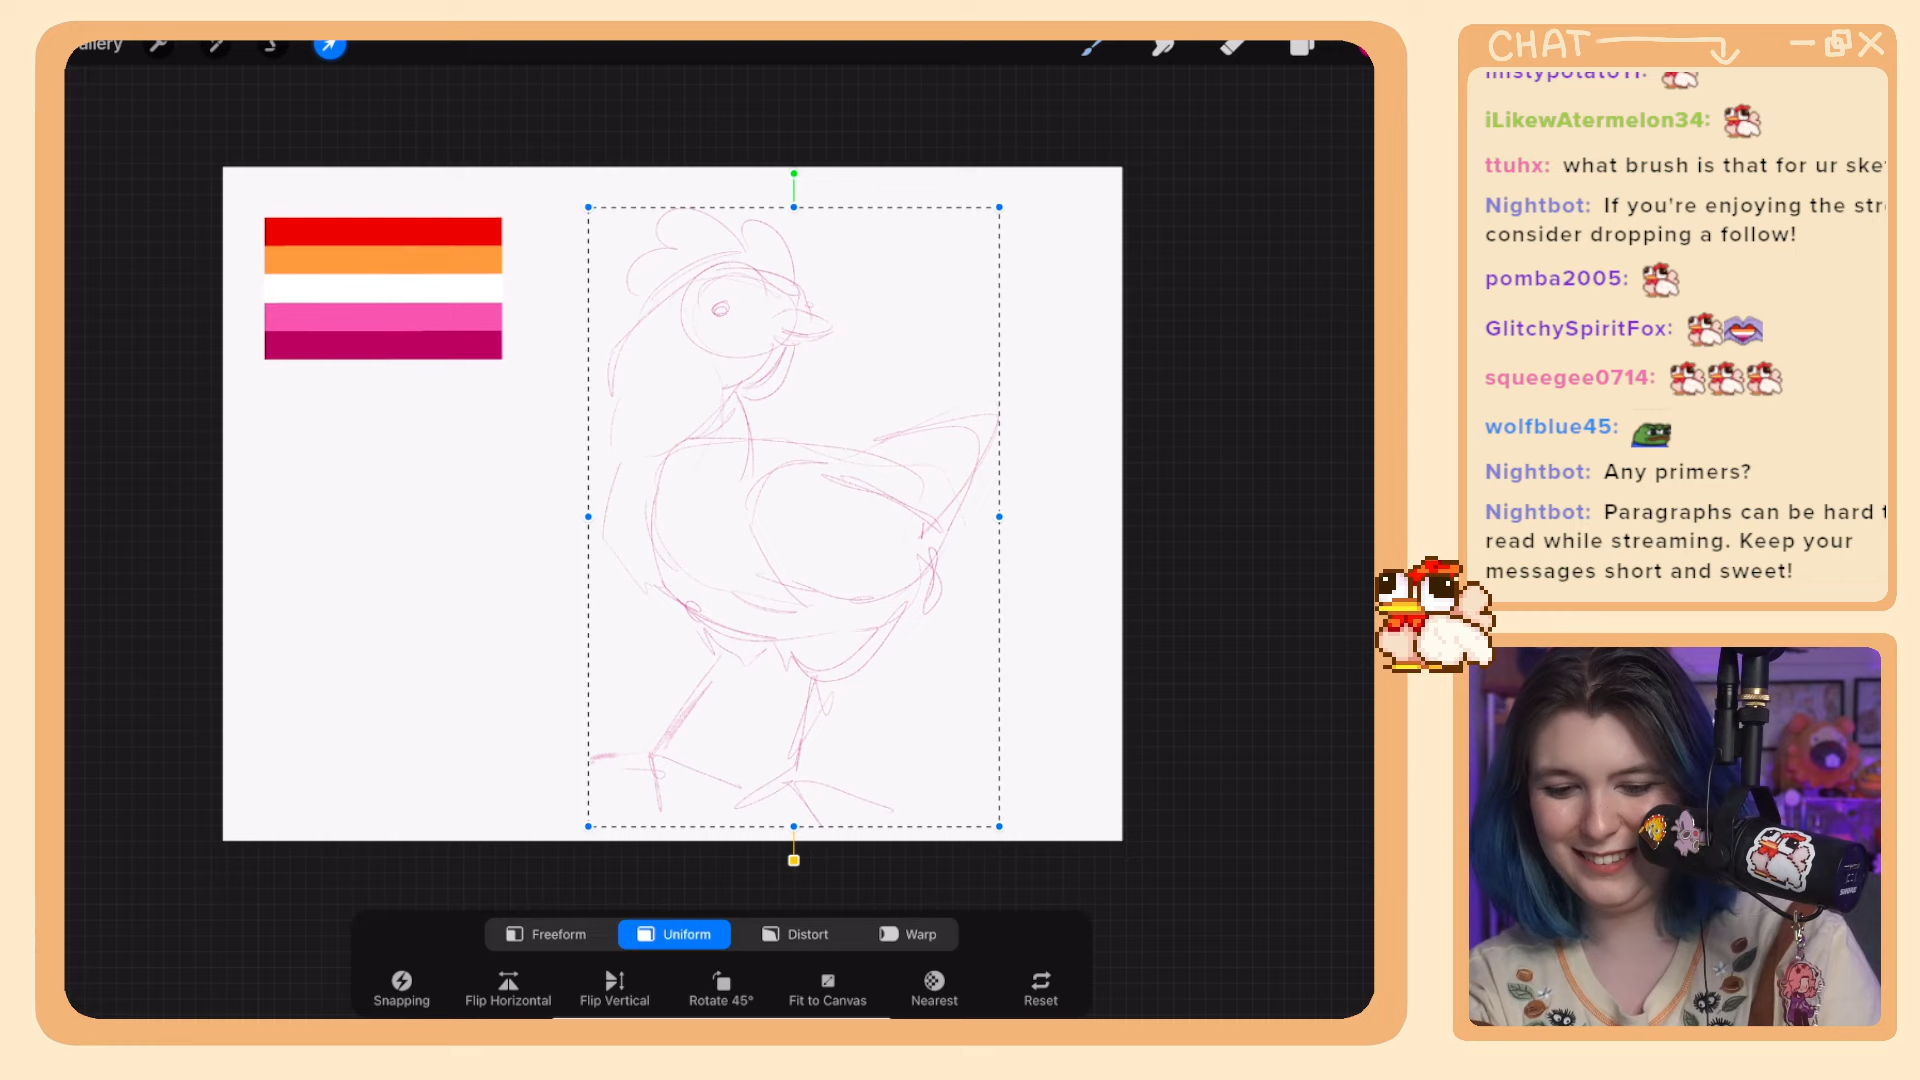 allery
CHAT
iLikewAtermelon34:
ttuhx: what brush is that for ur ske
Nightbot: If you're enjoying the str
consider dropping a follow!
pomba2005:
GlitchySpiritFox:
squeegee0714:
wolfblue45:
Nightbot: Any primers?
Nightbot: Paragraphs can be hard t
read while streaming. Keep your
messages short and sweet!
SHURE
Freeform Uniform Distort Warp
Snapping Flip Horizontal Flip Vertical Rotate 45° Fit to Canvas Nearest Reset